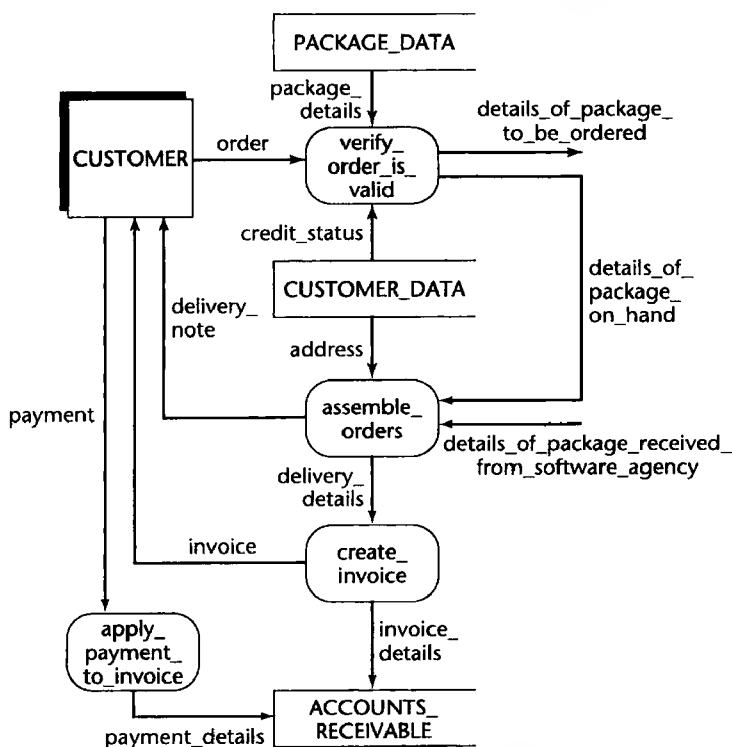 PACKAGE_DATA
package_
details
details_of_package_
to_be_ordered
CUSTOMER
order
verify_
order_is_
valid
credit_status
CUSTOMER_DATA
details_of_
package_
on_hand
delivery_
note
address
payment
assemble_
orders
details_of_package_received_
from_software_agency
delivery_
details
invoice
create_
invoice
apply_
payment_
to_invoice
invoice_
details
payment_details
ACCOUNTS_
RECEIVABLE